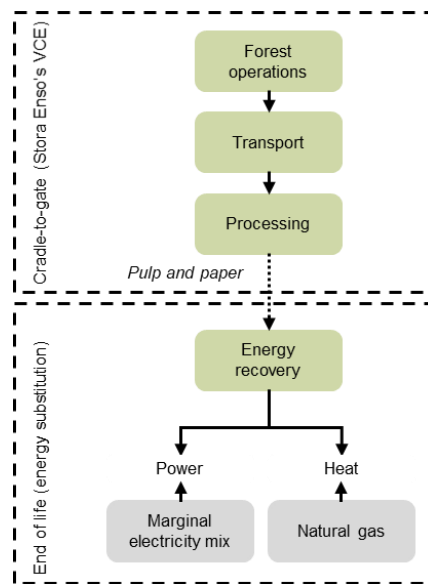 Cradle-to-gate (Stora Enso's VCE)
Forest
operations
Transport
Processing
Pulp and paper
End of life (energy substitution)
Energy
recovery
Power
Heat
Marginal
electricity mix
Natural gas